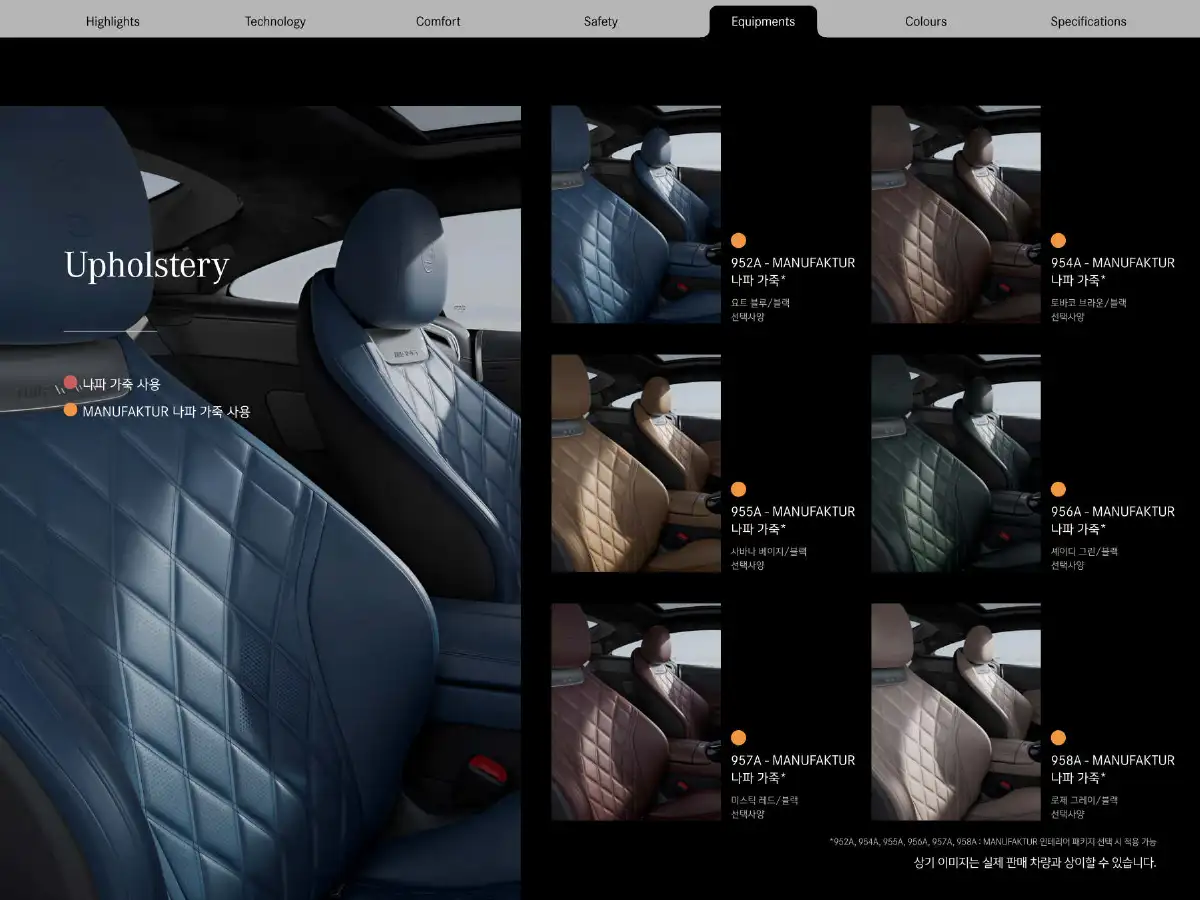 Highlights
Technology
Comfort
Safety
Equipments
Colours
Specifications
Upholstery
나파 가죽 사용
MANUFAKTUR 나파 가죽 사용
952A - MANUFAKTUR
나파 가죽*
요트 블루/블랙
선택사양
954A - MANUFAKTUR
나파 가죽*
토바코 브라운/블랙
선택사양
955A - MANUFAKTUR
나파 가죽*
사바나 베이지/블랙
선택사양
956A - MANUFAKTUR
나파 가죽*
셰이디 그린/블랙
선택사양
957A - MANUFAKTUR
나파 가죽*
미스틱 레드/블랙
선택사양
958A - MANUFAKTUR
나파 가죽*
로제 그레이/블랙
선택사양
*952A, 954A, 955A, 956A, 957A, 958A : MANUFAKTUR 인테리어 패키지 선택 시 적용 가능
상기 이미지는 실제 판매 차량과 상이할 수 있습니다.